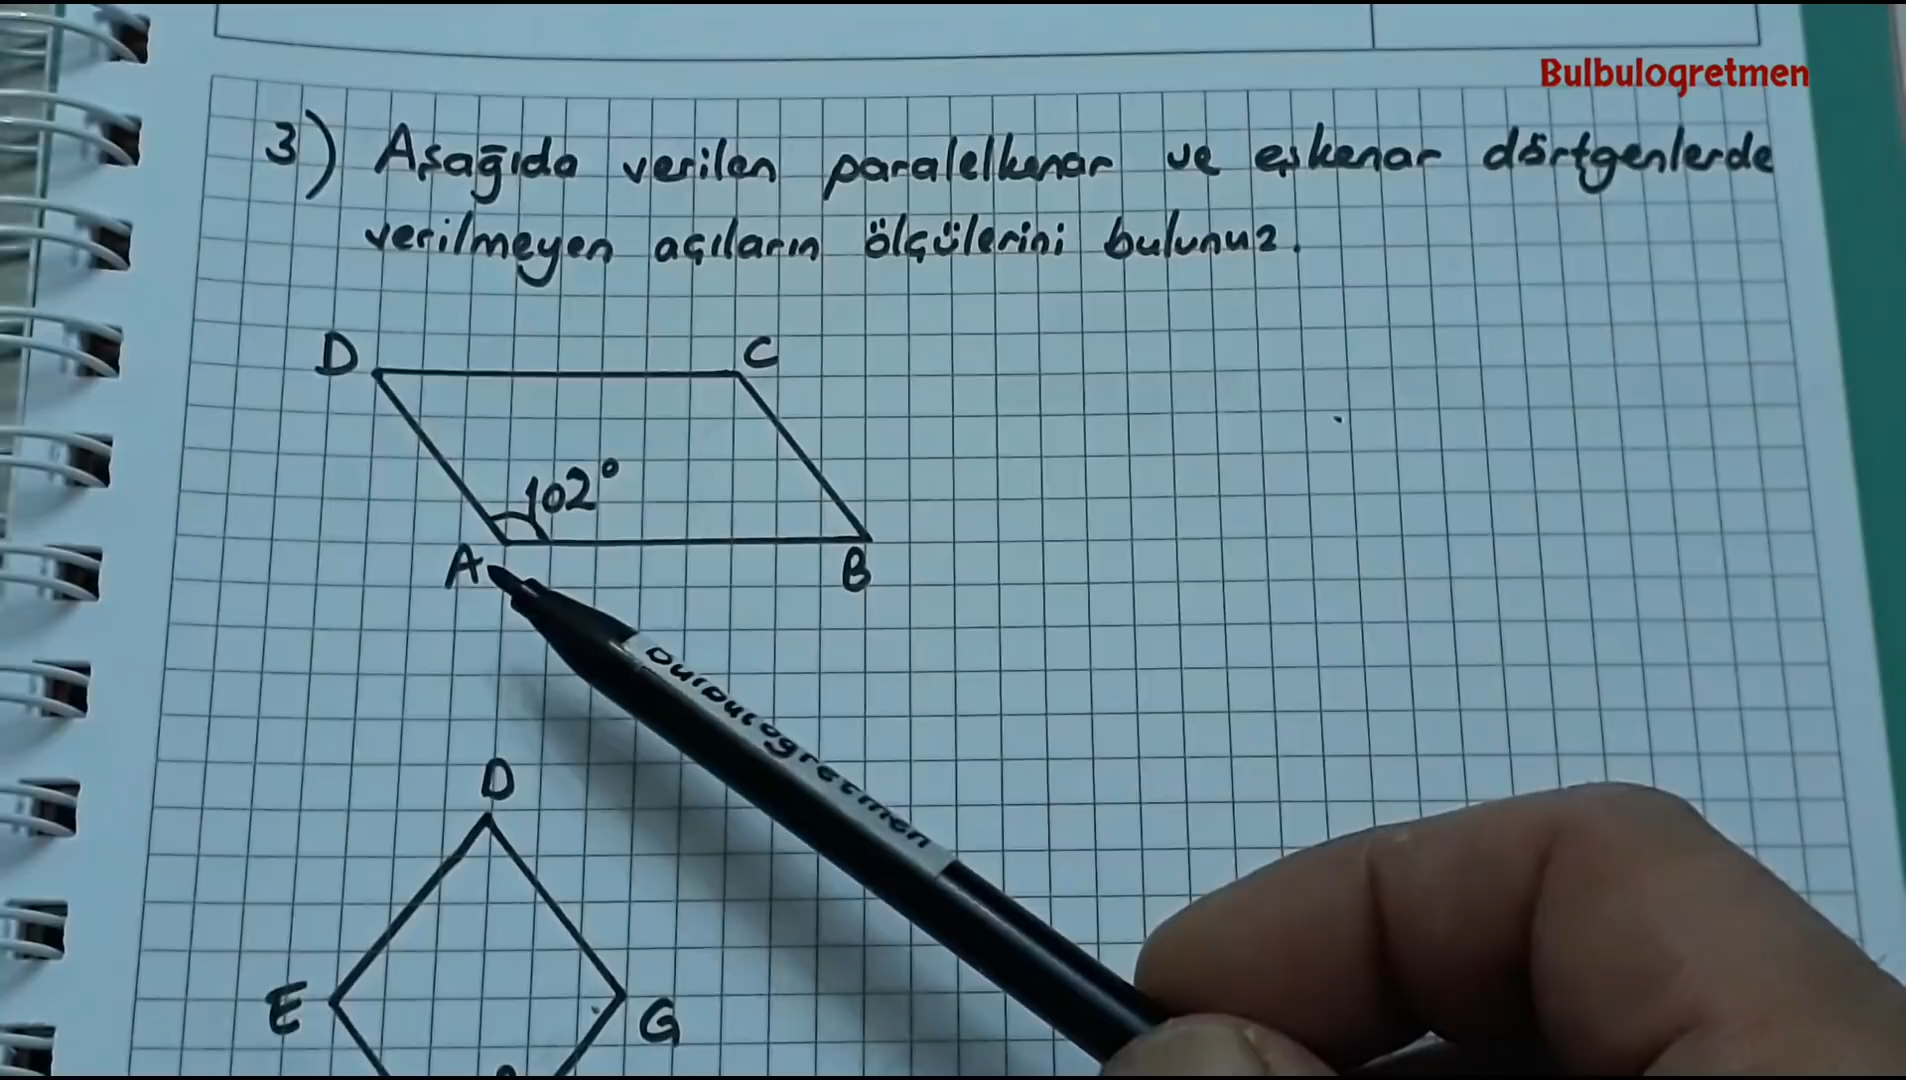 Bulbulogretmen
3) Aşağıda verilen paralelkenar ve eşkenar dörtgenlerde
verilmeyen açıların ölçülerini bulunuz.
D C
102°
A B
Bulbulogretmen
D
E G